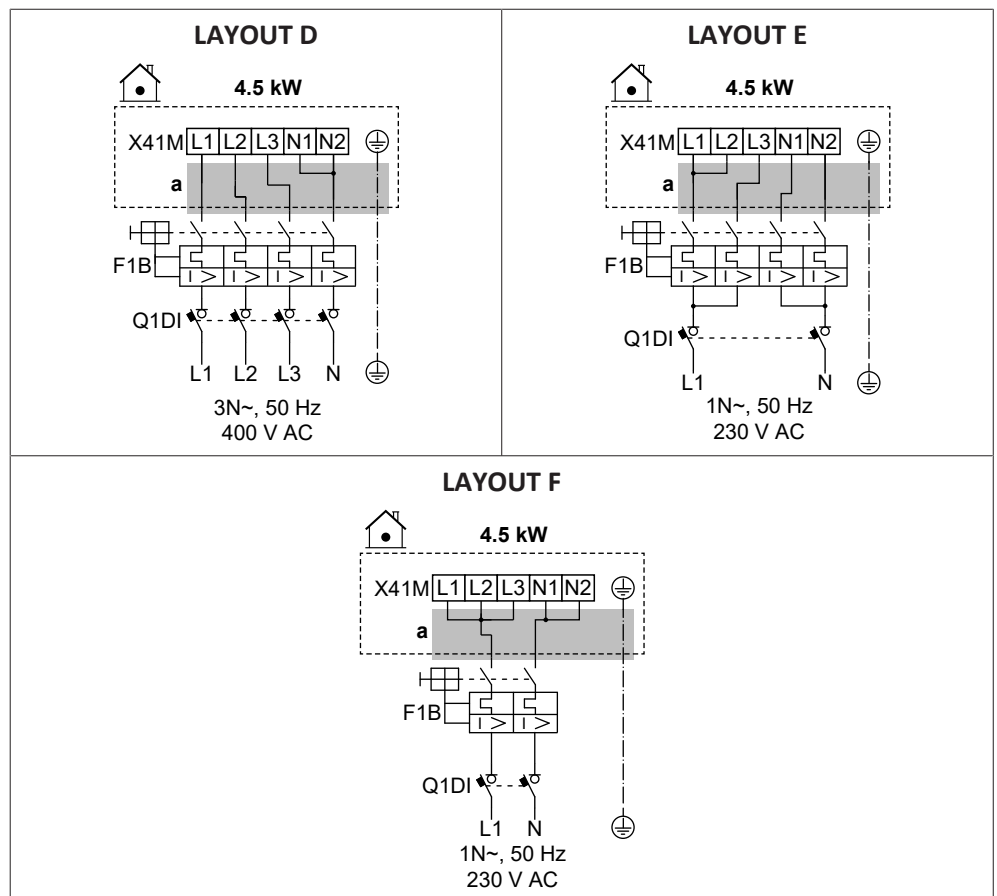 LAYOUT D
4.5 kW
X41M L1 L2 L3 N1 N2
a
F1B
I > I > I > I >
Q1DI
L1 L2 L3 N
3N~, 50 Hz
400 V AC
LAYOUT E
4.5 kW
X41M L1 L2 L3 N1 N2
a
F1B
I > I > I > I >
Q1DI
L1 N
1N~, 50 Hz
230 V AC
LAYOUT F
4.5 kW
X41M L1 L2 L3 N1 N2
a
F1B
I > I >
Q1DI
L1 N
1N~, 50 Hz
230 V AC